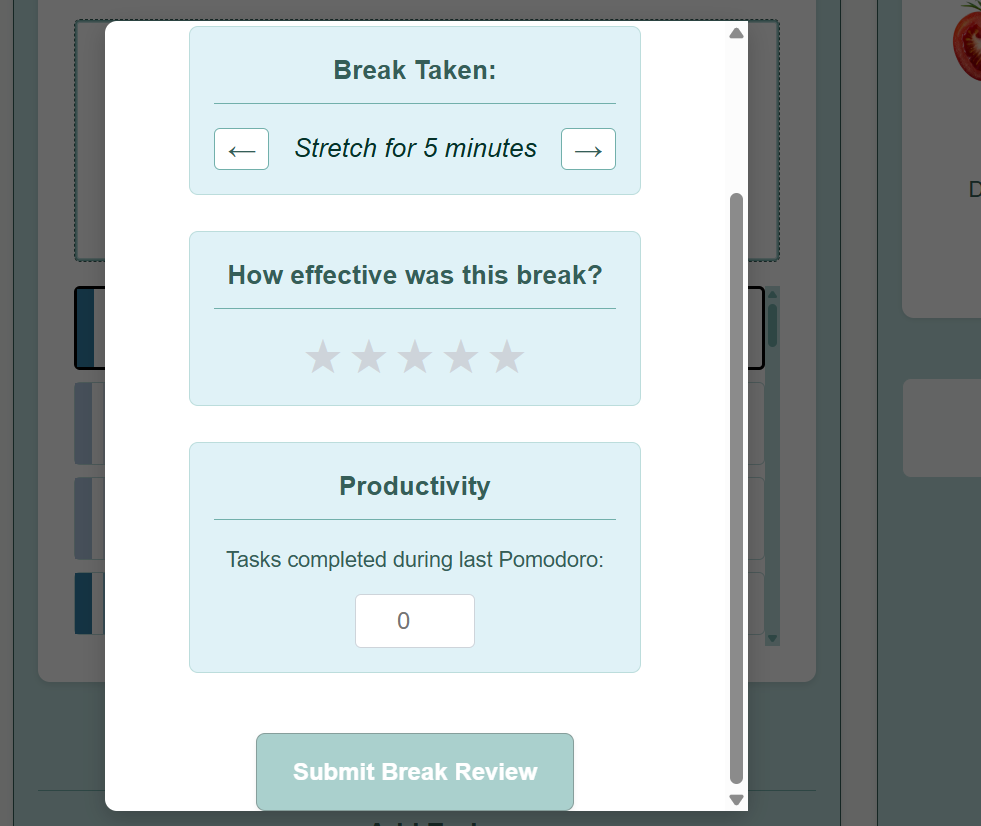 Break Taken:
← Stretch for 5 minutes →
How effective was this break?
Productivity
Tasks completed during last Pomodoro:
0
Submit Break Review